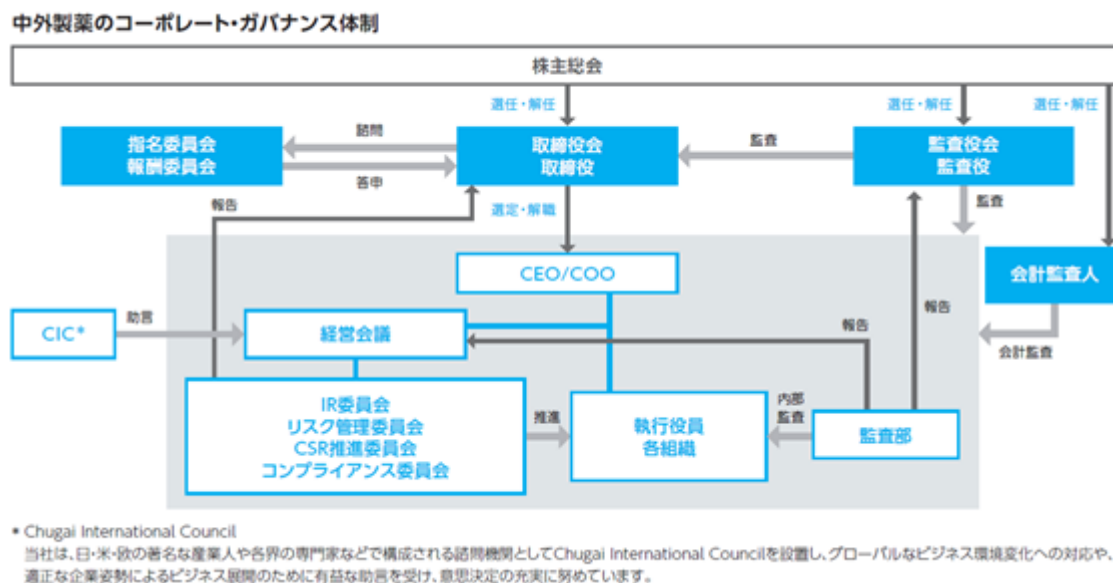 中外製薬のコーポレート・ガバナンス体制
株主総会
選任・解任
選任・解任
選任・解任
指名委員会
報酬委員会
諮問
答申
取締役会
取締役
監査
監査役会
監査役
報告
選定・解職
監査
CEO/COO
会計監査人
CIC*
助言
経営会議
報告
報告
会計監査
IR委員会
リスク管理委員会
CSR推進委員会
コンプライアンス委員会
推進
執行役員
各組織
内部
監査
監査部
* Chugai International Council
当社は、日・米・欧の著名な産業人や各界の専門家などで構成される諮問機関としてChugai International Councilを設置し、グローバルなビジネス環境変化への対応や、
適正な企業姿勢によるビジネス展開のために有益な助言を受け、意思決定の充実に努めています。